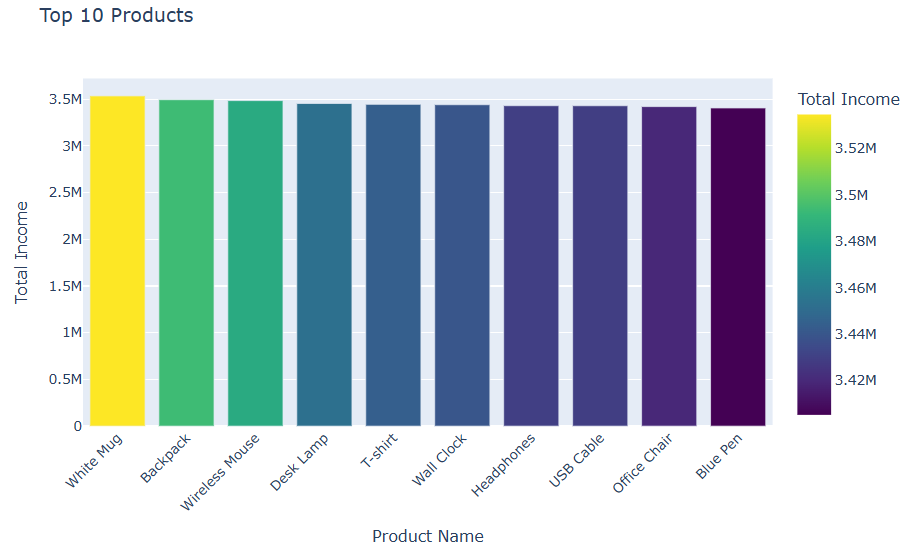 Top 10 Products
Total Income
3.5M
3M
2.5M
2M
1.5M
1M
0.5M
0
White Mug
Backpack
Wireless Mouse
Desk Lamp
T-shirt
Wall Clock
Headphones
USB Cable
Office Chair
Blue Pen
Product Name
Total Income
3.52M
3.5M
3.48M
3.46M
3.44M
3.42M